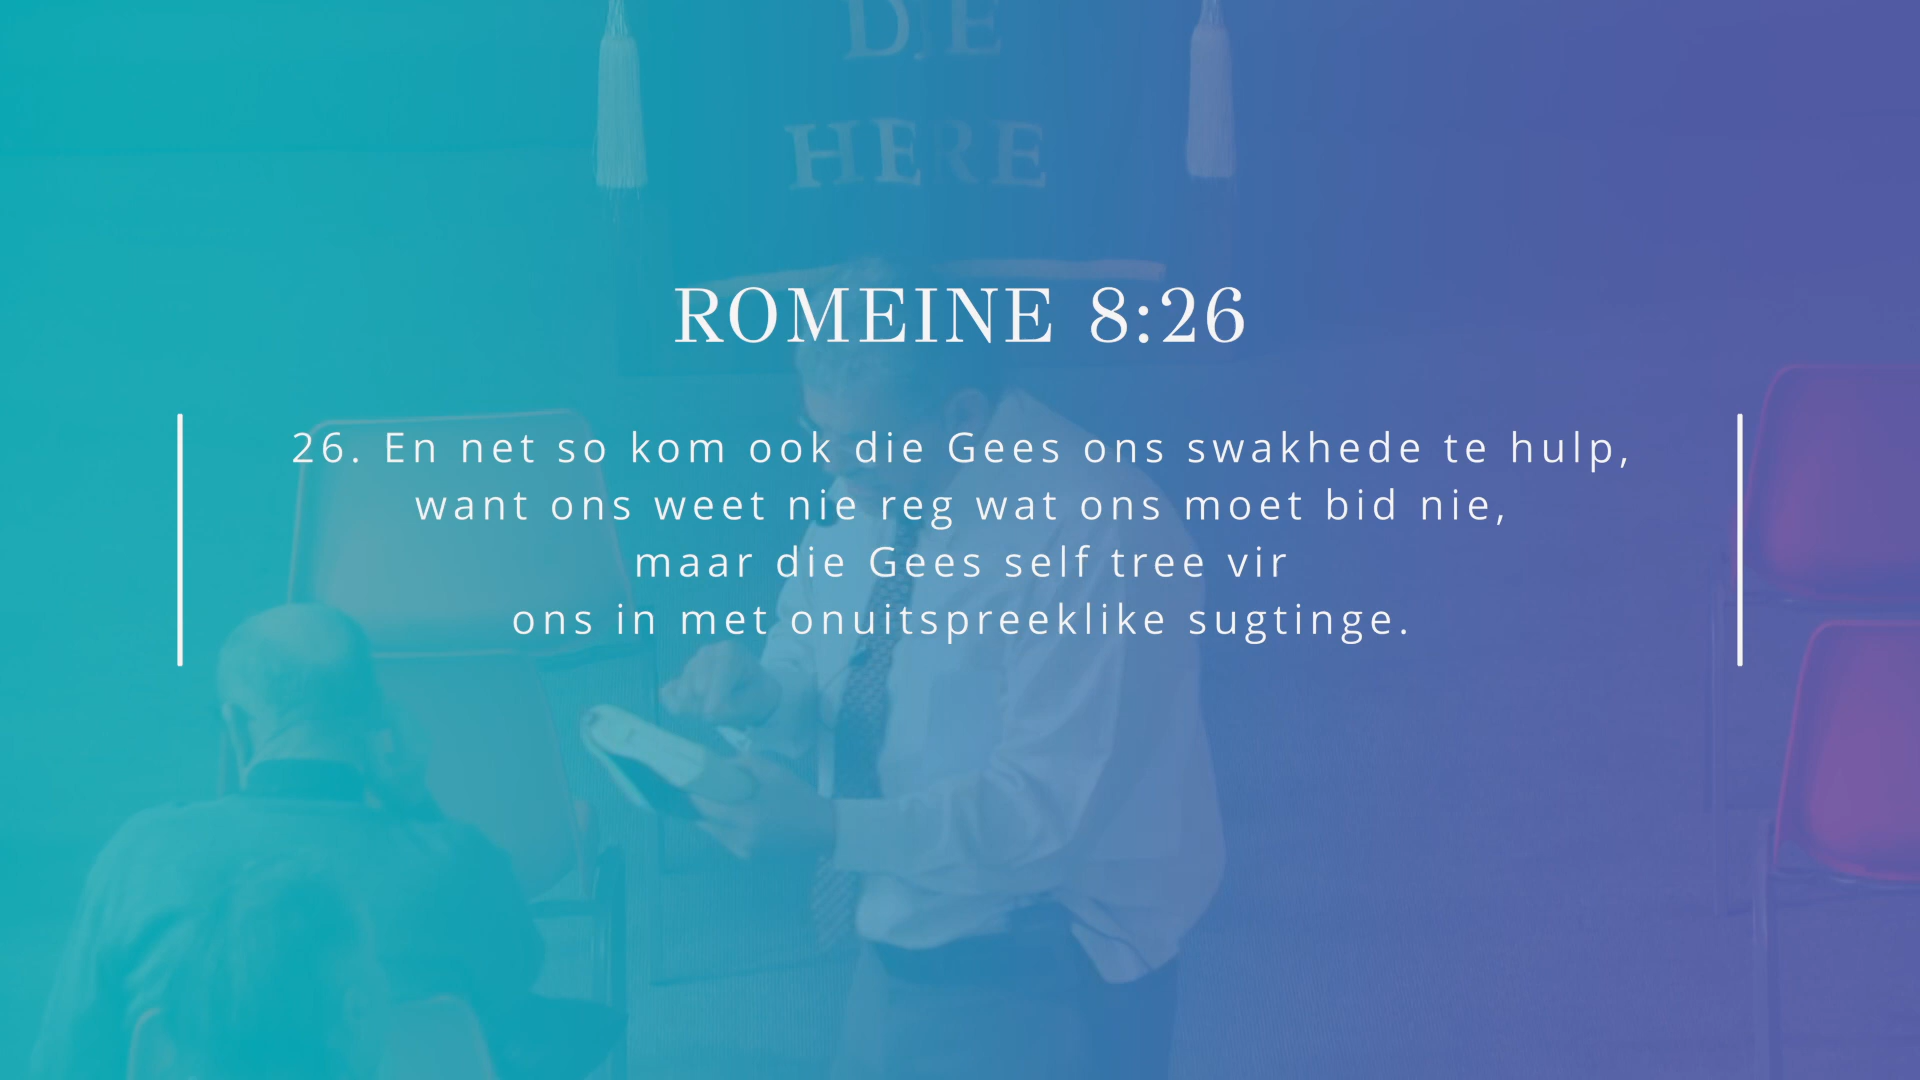 DIE
HERE
ROMEINE 8:26
26. En net so kom ook die Gees ons swakhede te hulp,
want ons weet nie reg wat ons moet bid nie,
maar die Gees self tree vir
ons in met onuitspreeklike sugtinge.